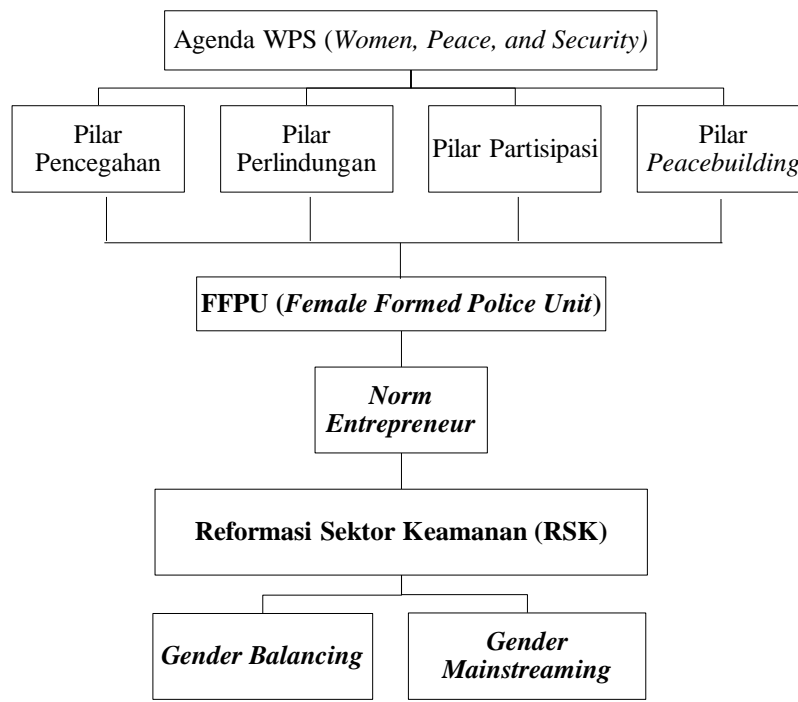 Agenda WPS (Women, Peace, and Security)
Pilar
Pencegahan
Pilar
Perlindungan
Pilar Partisipasi
Pilar
Peacebuilding
FFPU (Female Formed Police Unit)
Norm
Entrepreneur
Reformasi Sektor Keamanan (RSK)
Gender Balancing
Gender
Mainstreaming